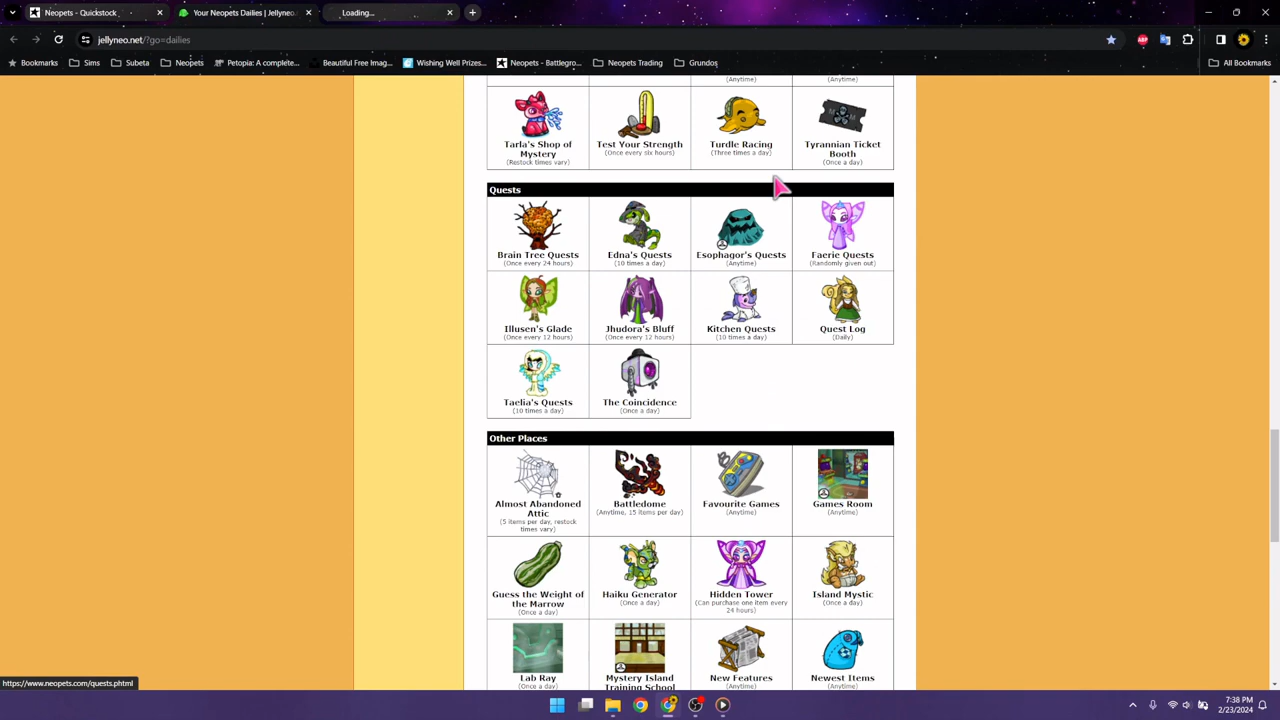 Neopets - Quickstock
Your Neopets Dailies | Jellyneo.
Loading...
jellyneo.net/?go=dailies
ABP
Bookmarks
Sims
Subeta
Neopets
Petopia: A complete...
Beautiful Free Imag...
Wishing Well Prizes...
Neopets - Battlegro...
Neopets Trading
Grundos
All Bookmarks
(Anytime) (Anytime)
Tarla's Shop of Mystery
(Restock times vary)
Test Your Strength
(Once every six hours)
Turdle Racing
(Three times a day)
Tyrannian Ticket Booth
(Once a day)
Quests
Brain Tree Quests
(Once every 24 hours)
Edna's Quests
(10 times a day)
Esophagor's Quests
(Anytime)
Faerie Quests
(Randomly given out)
Illusen's Glade
(Once every 12 hours)
Jhudora's Bluff
(Once every 12 hours)
Kitchen Quests
(10 times a day)
Quest Log
(Daily)
Taelia's Quests
(10 times a day)
The Coincidence
(Once a day)
Other Places
Almost Abandoned Attic
(5 items per day, restock times vary)
Battledome
(Anytime, 15 items per day)
Favourite Games
(Anytime)
Games Room
(Anytime)
Guess the Weight of the Marrow
(Once a day)
Haiku Generator
(Once a day)
Hidden Tower
(Can purchase one item every 24 hours)
Island Mystic
(Once a day)
Lab Ray
(Once a day)
Mystery Island Training School
New Features
(Anytime)
Newest Items
(Anytime)
https://www.neopets.com/quests.phtml
7:38 PM
2/23/2024